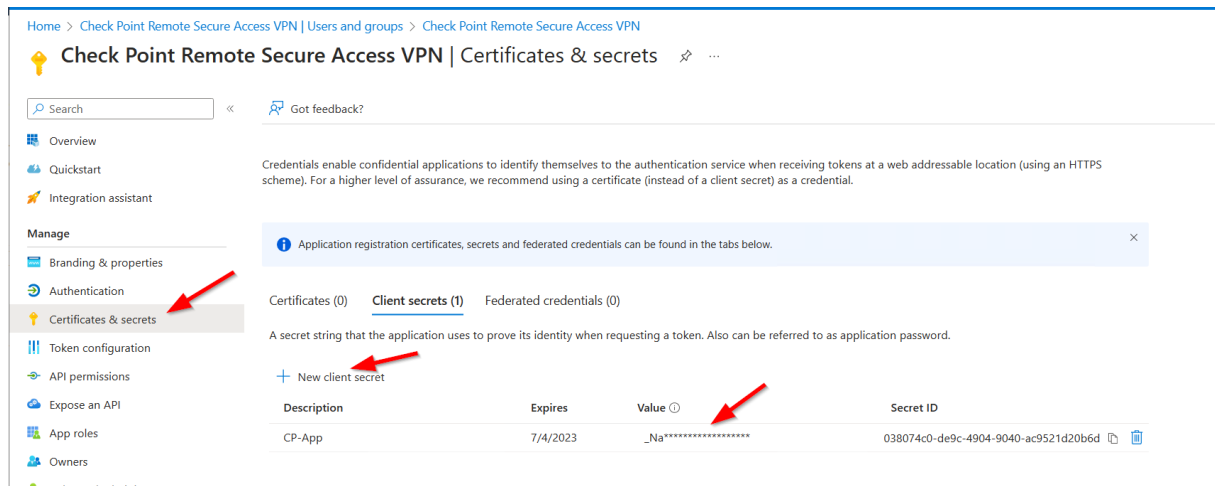 Home > Check Point Remote Secure Access VPN | Users and groups > Check Point Remote Secure Access VPN
Check Point Remote Secure Access VPN | Certificates & secrets ...
Search «
Got feedback?
Overview
Quickstart
Integration assistant
Manage
Branding & properties
Authentication
Certificates & secrets
Token configuration
API permissions
Expose an API
App roles
Owners
Credentials enable confidential applications to identify themselves to the authentication service when receiving tokens at a web addressable location (using an HTTPS
scheme). For a higher level of assurance, we recommend using a certificate (instead of a client secret) as a credential.
Application registration certificates, secrets and federated credentials can be found in the tabs below.
Certificates (0) Client secrets (1) Federated credentials (0)
A secret string that the application uses to prove its identity when requesting a token. Also can be referred to as application password.
+ New client secret
Description Expires Value Secret ID
CP-App 7/4/2023 _Na****************** 038074c0-de9c-4904-9040-ac9521d20b6d